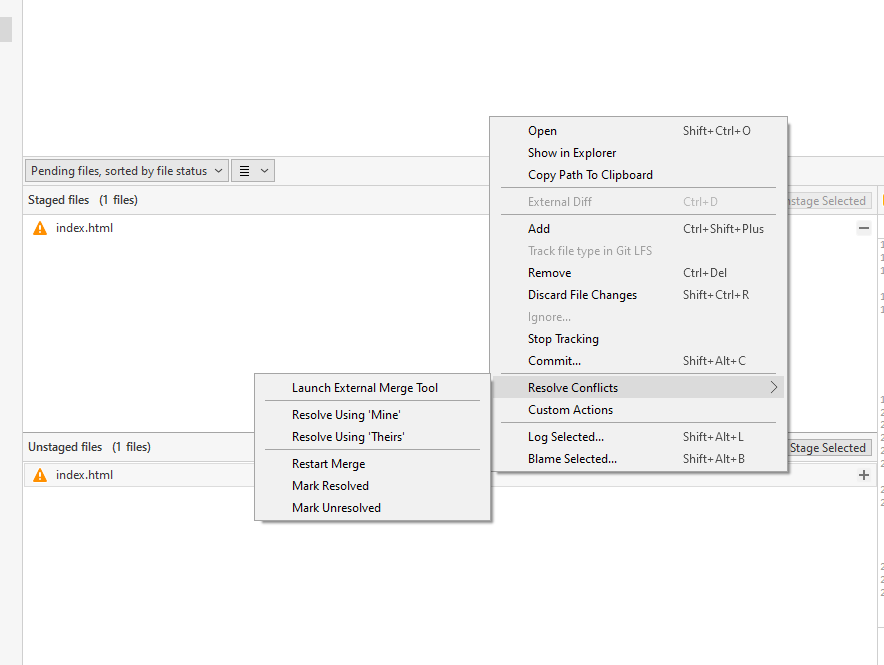 Pending files, sorted by file status
Staged files (1 files)
Unstage Selected
index.html
Open Shift+Ctrl+O
Show in Explorer
Copy Path To Clipboard
External Diff Ctrl+D
Add Ctrl+Shift+Plus
Track file type in Git LFS
Remove Ctrl+Del
Discard File Changes Shift+Ctrl+R
Ignore...
Stop Tracking
Commit... Shift+Alt+C
Resolve Conflicts
Custom Actions
Log Selected... Shift+Alt+L
Blame Selected... Shift+Alt+B
Launch External Merge Tool
Resolve Using 'Mine'
Resolve Using 'Theirs'
Restart Merge
Mark Resolved
Mark Unresolved
Unstaged files (1 files)
Stage Selected
index.html